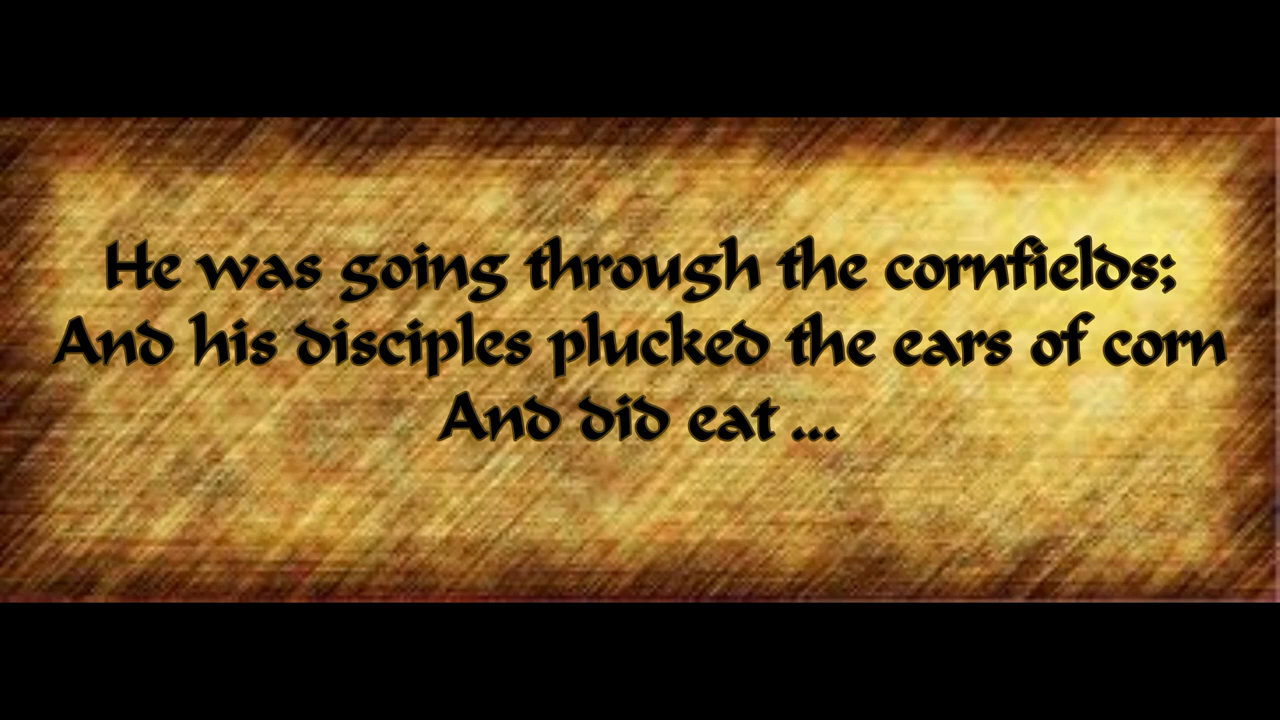 He was going through the cornfields;
And his disciples plucked the ears of corn
And did eat ...